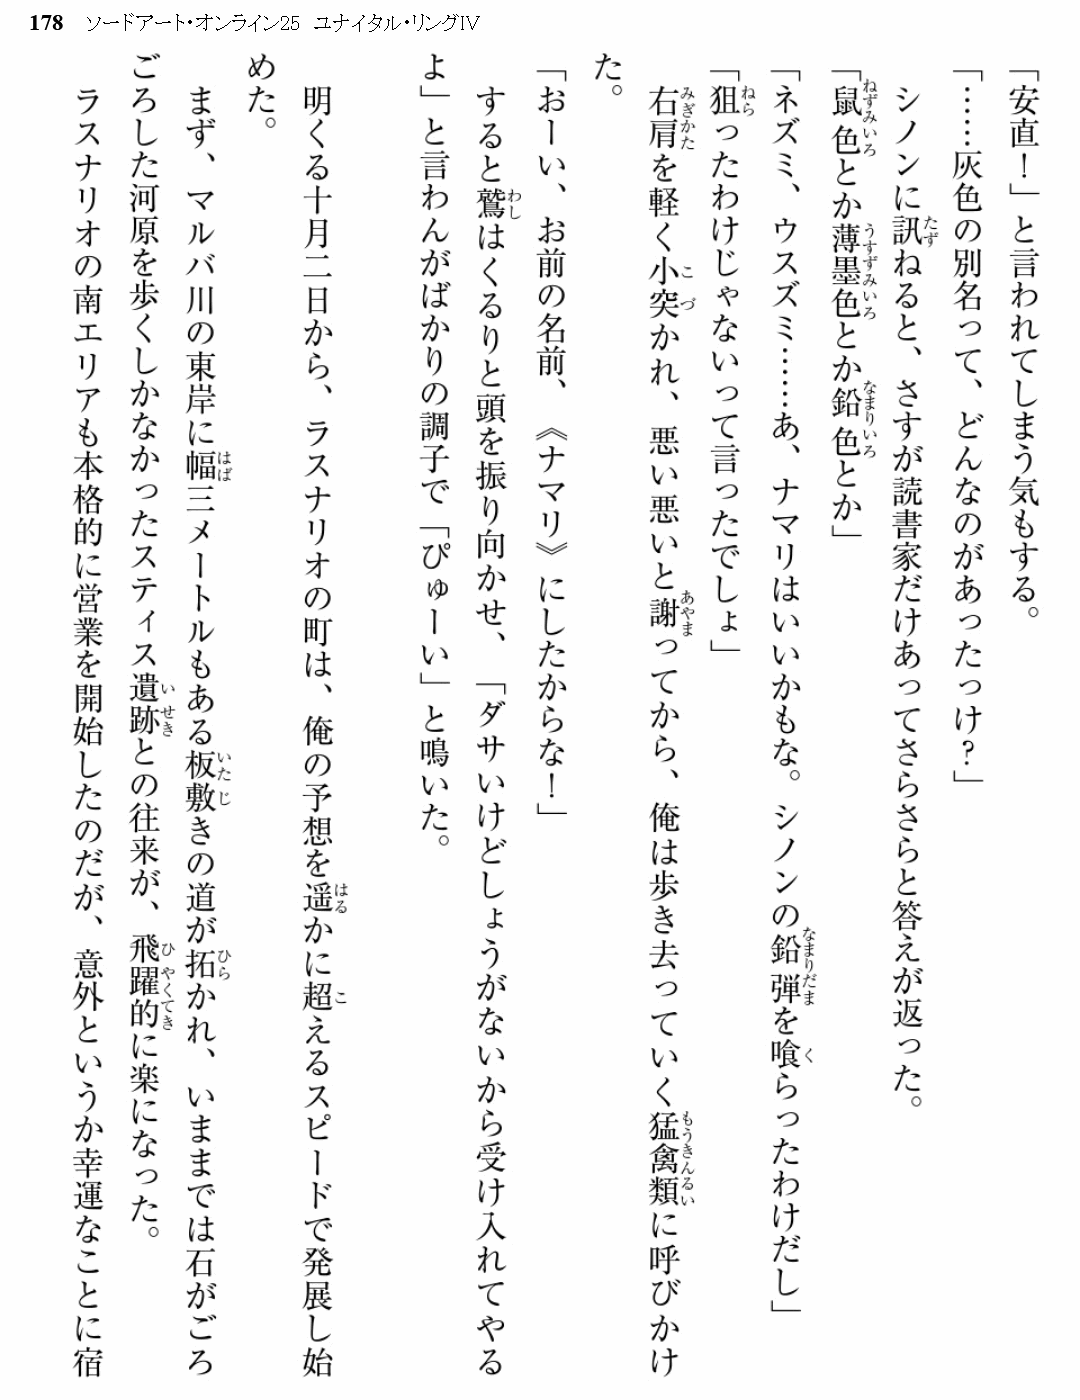 178 ソードアート・オンライン25 ユナイタル・リングⅣ
「安直！」と言われてしまう気もする。
「……灰色の別名って、どんなのがあったっけ？」
シノンに訊ねると、さすが読書家だけあってさらさらと答えが返った。
「鼠色とか薄墨色とか鉛色とか」
「ネズミ、ウスズミ……あ、ナマリはいいかもな。シノンの鉛弾を喰らったわけだし」
「狙ったわけじゃないって言ったでしょ」
右肩を軽く小突かれ、悪い悪いと謝ってから、俺は歩き去っていく猛禽類に呼びかけ
た。
「おーい、お前の名前、《ナマリ》にしたからな！」
すると鷲はくるりと頭を振り向かせ、「ダサいけどしょうがないから受け入れてやる
よ」と言わんがばかりの調子で「ぴゅーい」と鳴いた。
明くる十月二日から、ラスナリオの町は、俺の予想を遥かに超えるスピードで発展し始
めた。
まず、マルバ川の東岸に幅三メートルもある板敷きの道が拓かれ、いままでは石がごろ
ごろした河原を歩くしかなかったスティス遺跡との往来が、飛躍的に楽になった。
ラスナリオの南エリアも本格的に営業を開始したのだが、意外というか幸運なことに宿